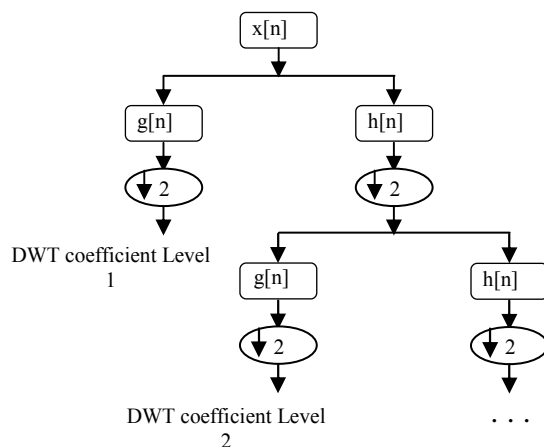 x[n]
g[n]
h[n]
2
2
DWT coefficient Level
1
g[n]
h[n]
2
2
DWT coefficient Level
2
. . .